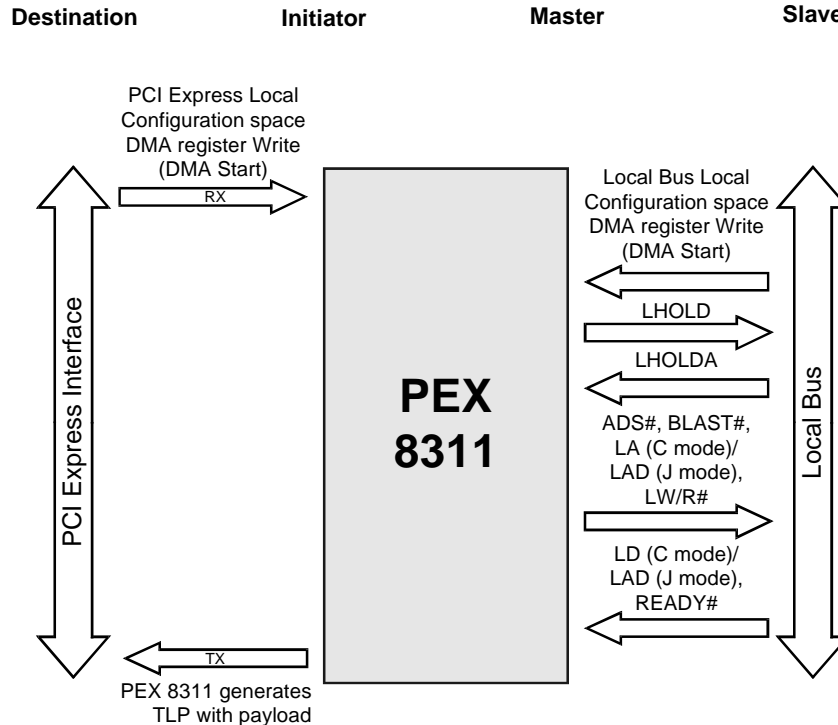 Destination
Initiator
Master
Slave
PCI Express Local
Configuration space
DMA register Write
(DMA Start)
RX
Local Bus Local
Configuration space
DMA register Write
(DMA Start)
LHOLD
LHOLDA
PCI Express Interface
PEX
8311
ADS#, BLAST#,
LA (C mode)/
LAD (J mode),
LW/R#
Local Bus
LD (C mode)/
LAD (J mode),
READY#
TX
PEX 8311 generates
TLP with payload